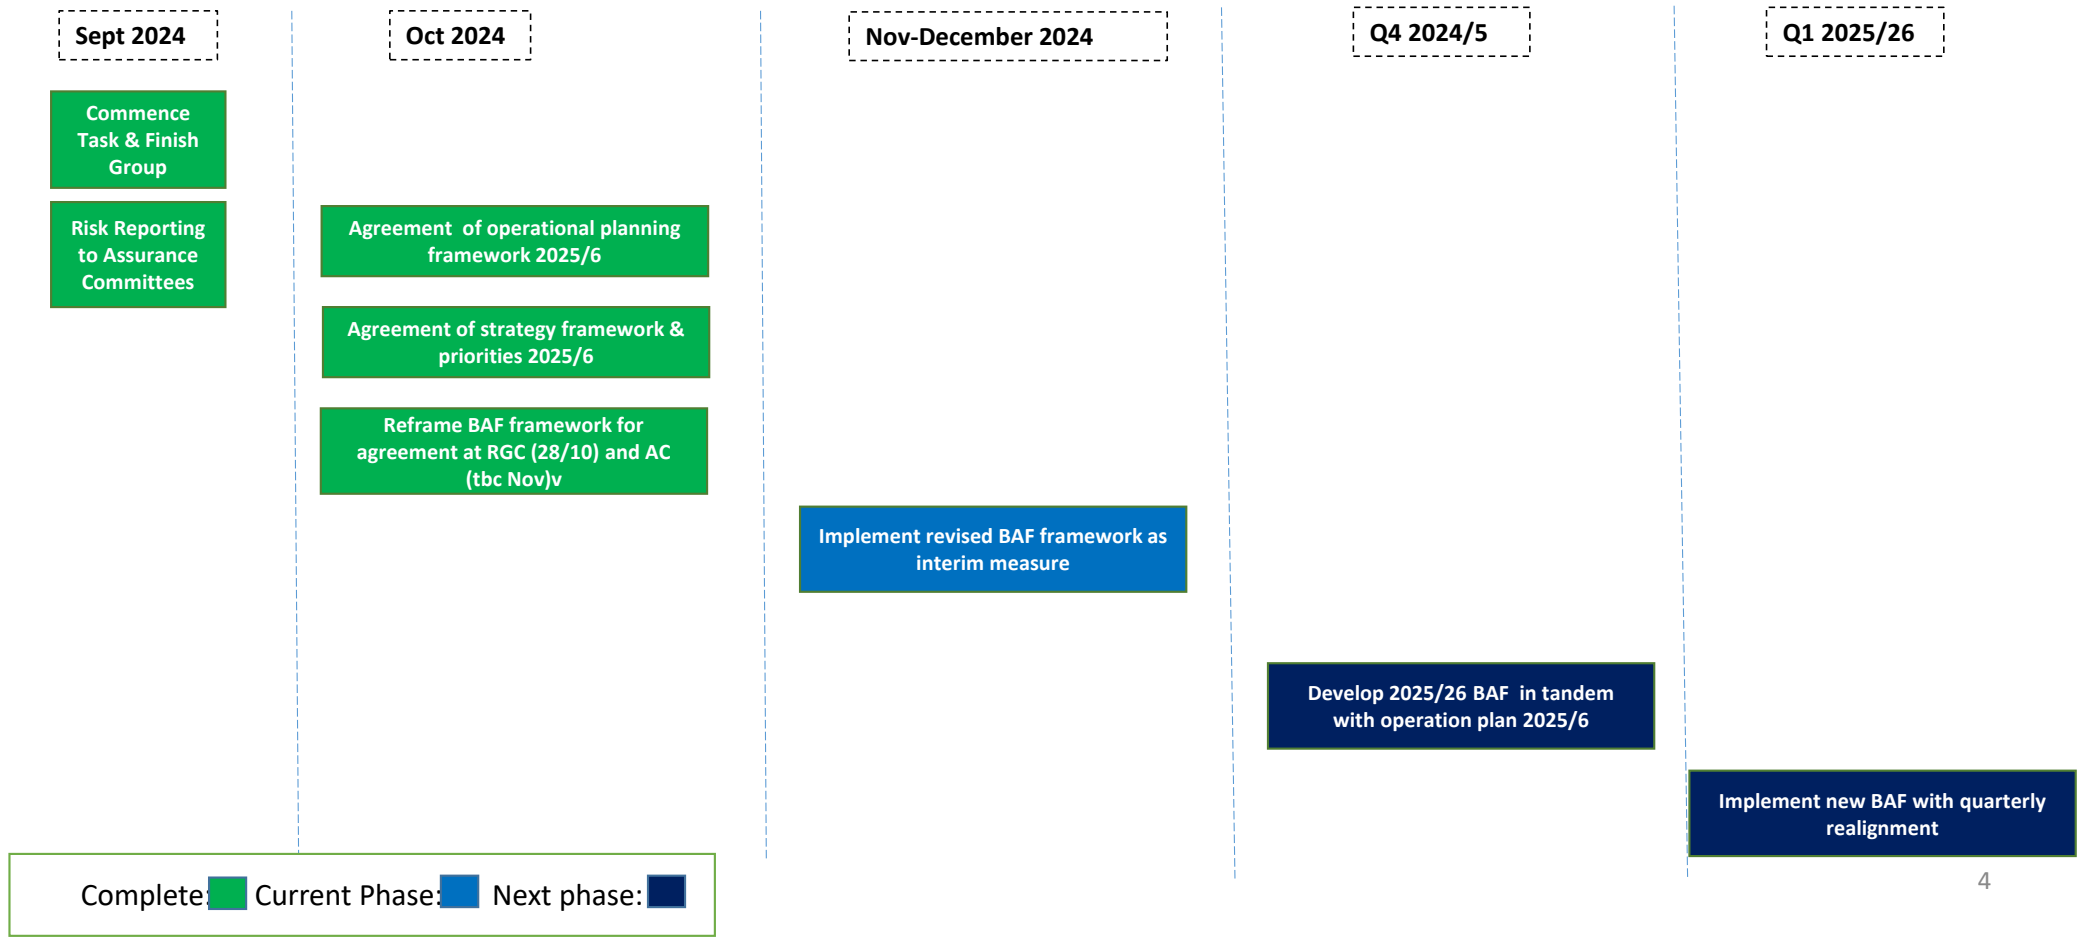 Sept 2024
Oct 2024
Nov-December 2024
Q4 2024/5
Q1 2025/26
Commence
Task & Finish
Group
Risk Reporting
to Assurance
Committees
Agreement  of operational planning
framework 2025/6
Agreement of strategy framework &
priorities 2025/6
Reframe BAF framework for
agreement at RGC (28/10) and AC
(tbc Nov)v
Implement revised BAF framework as
interim measure
Develop 2025/26 BAF  in tandem
with operation plan 2025/6
Implement new BAF with quarterly
realignment
Complete: Current Phase: Next phase:
4